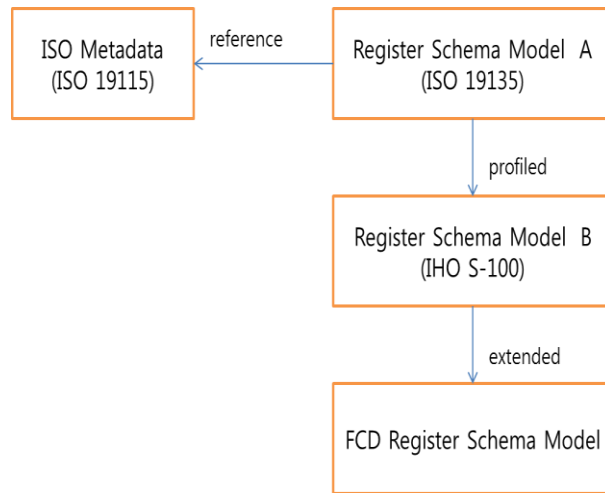 ISO Metadata
(ISO 19115)
reference
Register Schema Model A
(ISO 19135)
profiled
Register Schema Model B
(IHO S-100)
extended
FCD Register Schema Model